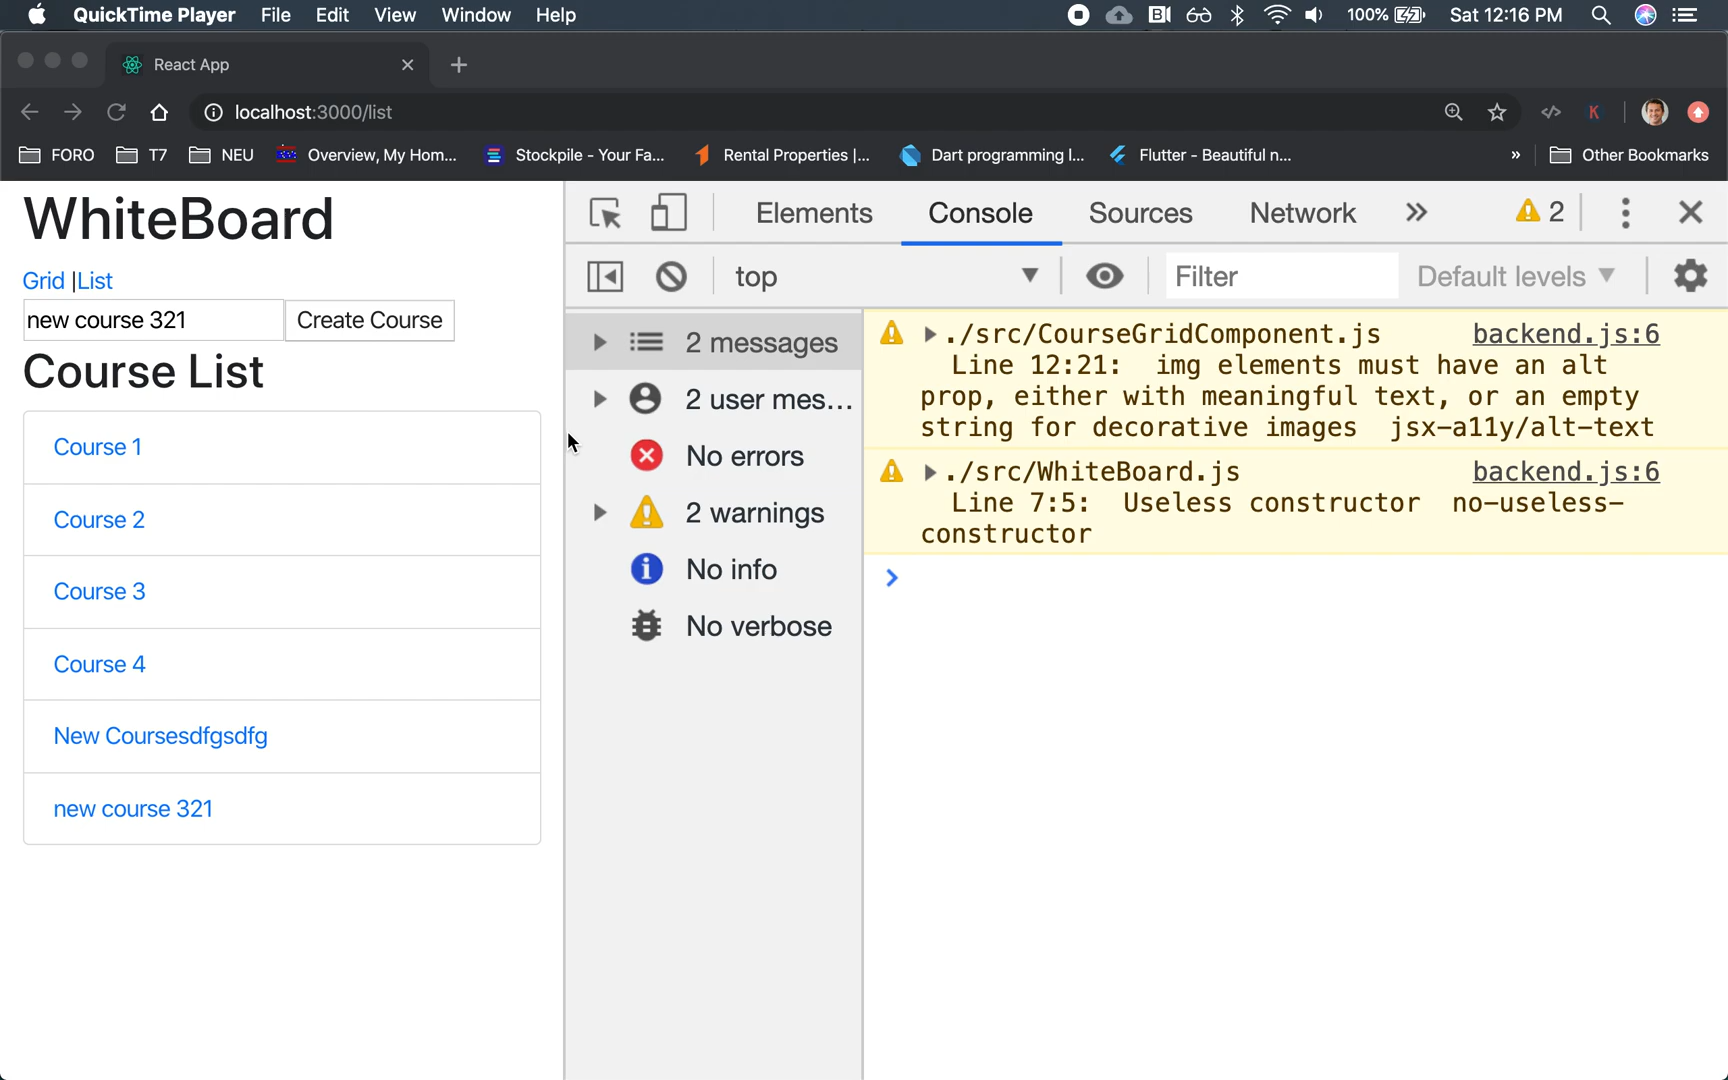 QuickTime Player File Edit View Window Help 100% Sat 12:16 PM
React App
localhost:3000/list
FORO T7 NEU Overview, My Hom... Stockpile - Your Fa... Rental Properties |... Dart programming l... Flutter - Beautiful n... » Other Bookmarks
WhiteBoard
Grid |List
new course 321 Create Course
Course List
Course 1
Course 2
Course 3
Course 4
New Coursesdfgsdfg
new course 321
Elements Console Sources Network » 2
top Filter Default levels
2 messages
2 user mes...
No errors
2 warnings
No info
No verbose
./src/CourseGridComponent.js backend.js:6
Line 12:21: img elements must have an alt
prop, either with meaningful text, or an empty
string for decorative images jsx-a11y/alt-text
./src/WhiteBoard.js backend.js:6
Line 7:5: Useless constructor no-useless-
constructor